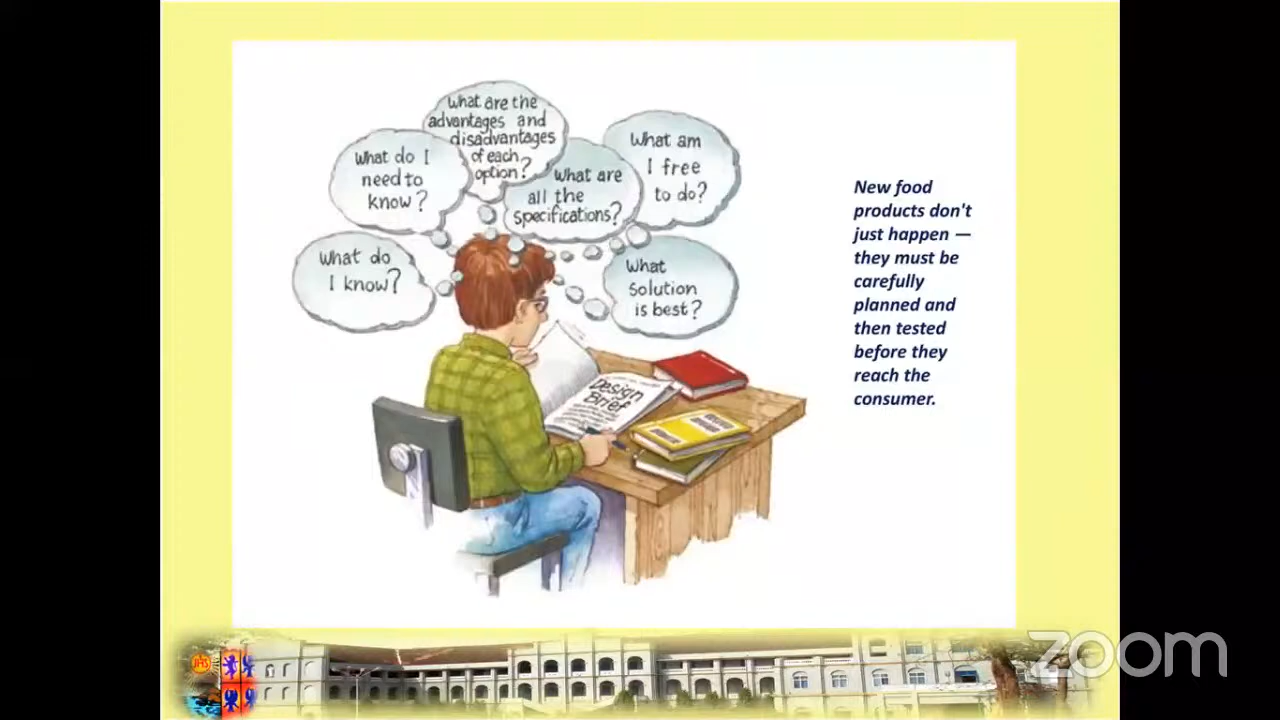 What are the
advantages and
disadvantages
of each
option?
What do I
need to
know?
What are
all the
specifications?
What am
I free
to do?
What do
I know?
What
solution
is best?
Design
Brief
New food
products don't
just happen —
they must be
carefully
planned and
then tested
before they
reach the
consumer.
JHS
zoom